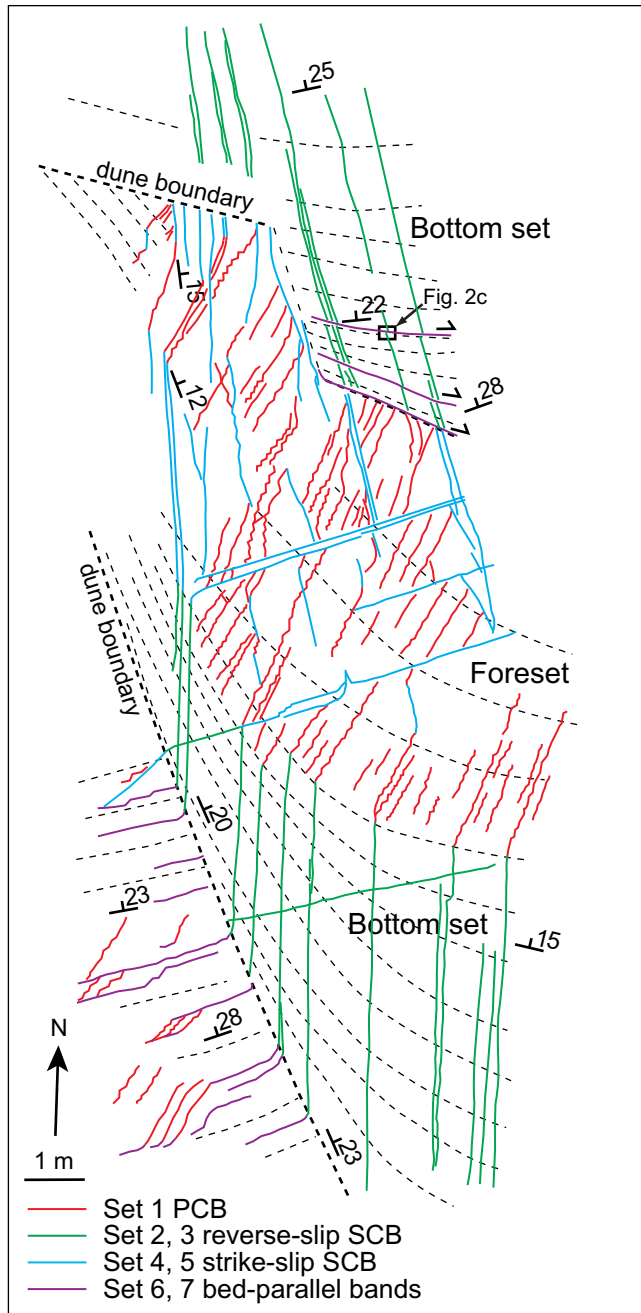 25
dune boundary
Bottom set
15
22
Fig. 2c
12
28
dune boundary
Foreset
20
23
Bottom set
15
28
N
23
1 m
Set 1 PCB
Set 2, 3 reverse-slip SCB
Set 4, 5 strike-slip SCB
Set 6, 7 bed-parallel bands